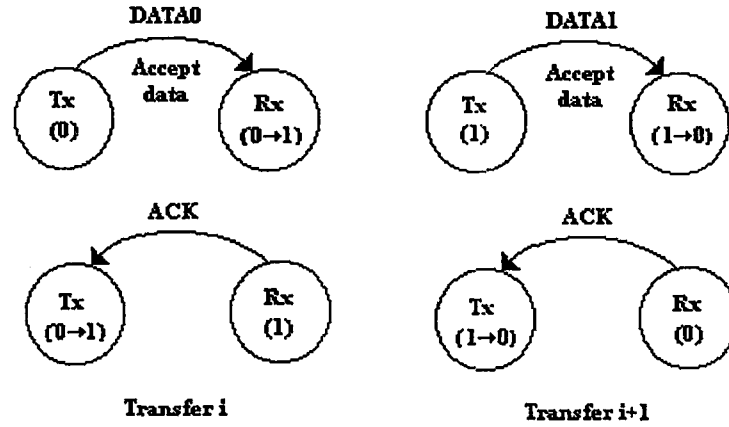 DATA0
Accept
data
Tx
(0)
Rx
(0→1)
ACK
Tx
(0→1)
Rx
(1)
Transfer i
DATA1
Accept
data
Tx
(1)
Rx
(1→0)
ACK
Tx
(1→0)
Rx
(0)
Transfer i+1